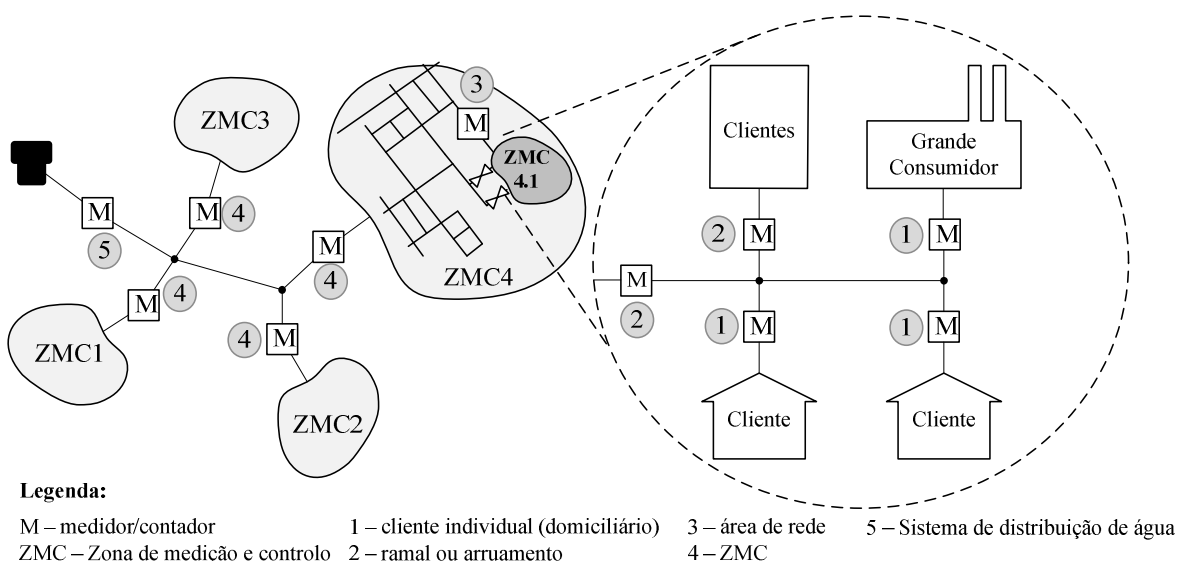 ZMC3
M
4
M
5
M
4
ZMC1
M
4
ZMC2
M
4
3
M
ZMC
4.1
ZMC4
Clientes
Grande
Consumidor
2
M
1
M
M
2
1
M
1
M
Cliente
Cliente
Legenda:
M – medidor/contador
ZMC – Zona de medição e controlo
1 – cliente individual (domiciliário)
2 – ramal ou arruamento
3 – área de rede
4 – ZMC
5 – Sistema de distribuição de água